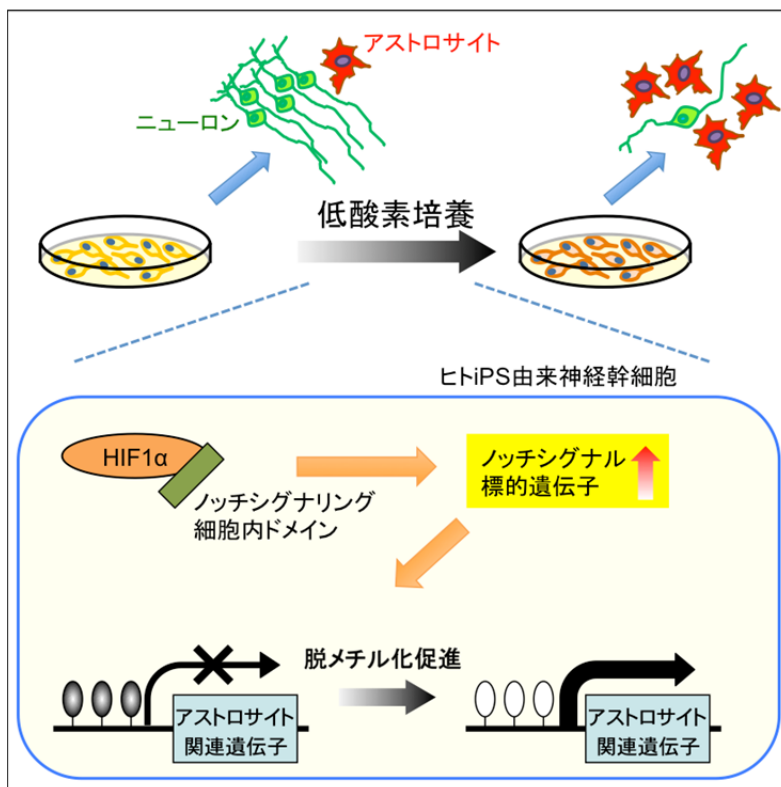 アストロサイト
ニューロン
低酸素培養
ヒトiPS由来神経幹細胞
HIF1α
ノッチシグナリング
細胞内ドメイン
ノッチシグナル
標的遺伝子
脱メチル化促進
アストロサイト
関連遺伝子
アストロサイト
関連遺伝子